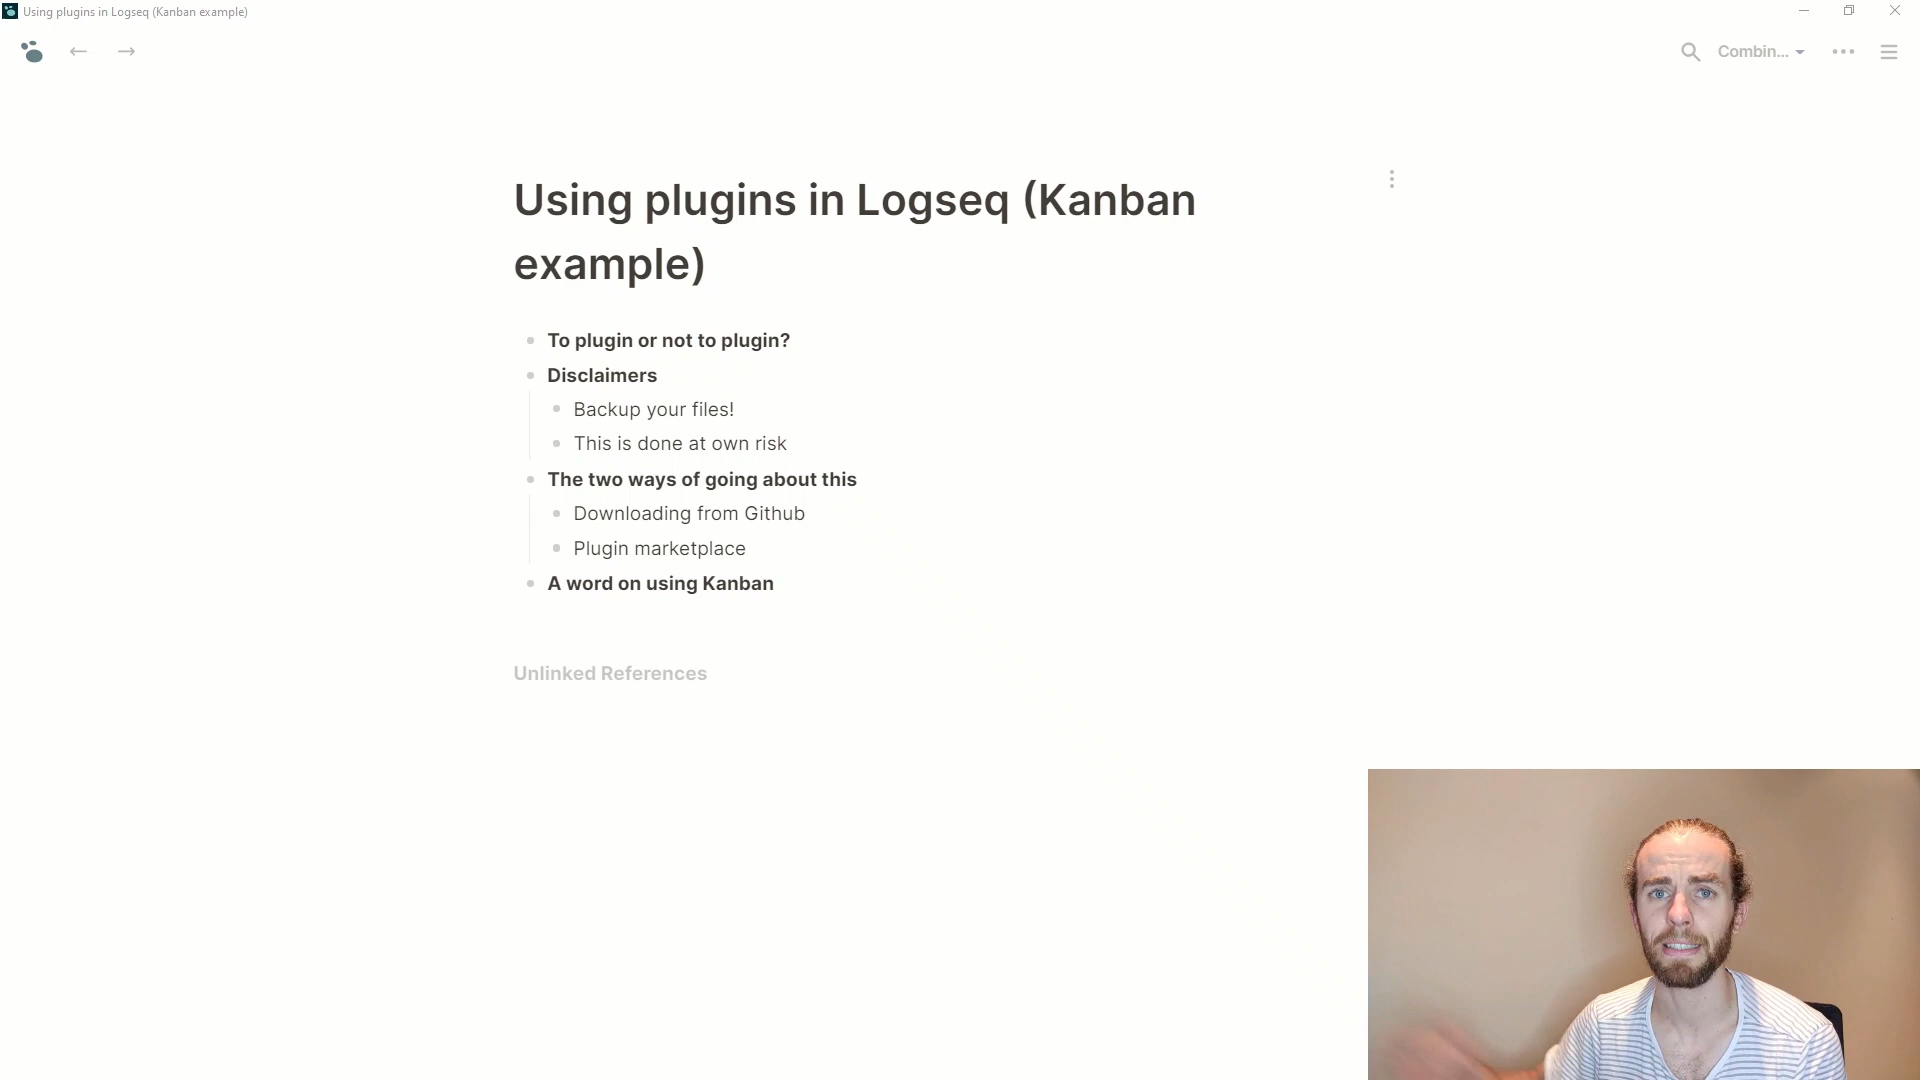 Using plugins in Logseq (Kanban example)
Combin...
Using plugins in Logseq (Kanban
example)
To plugin or not to plugin?
Disclaimers
Backup your files!
This is done at own risk
The two ways of going about this
Downloading from Github
Plugin marketplace
A word on using Kanban
Unlinked References